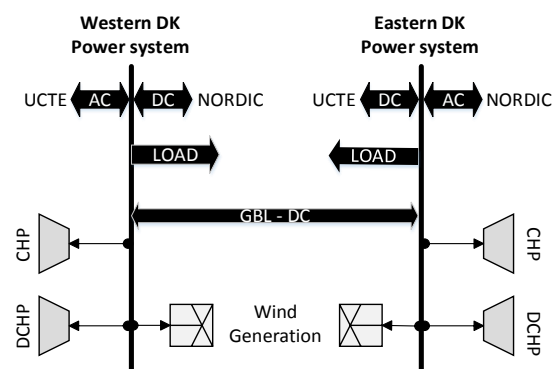 Western DK
Power system
Eastern DK
Power system
UCTE AC DC NORDIC
UCTE DC AC NORDIC
LOAD
LOAD
GBL - DC
CHP
CHP
DCHP
Wind
Generation
DCHP